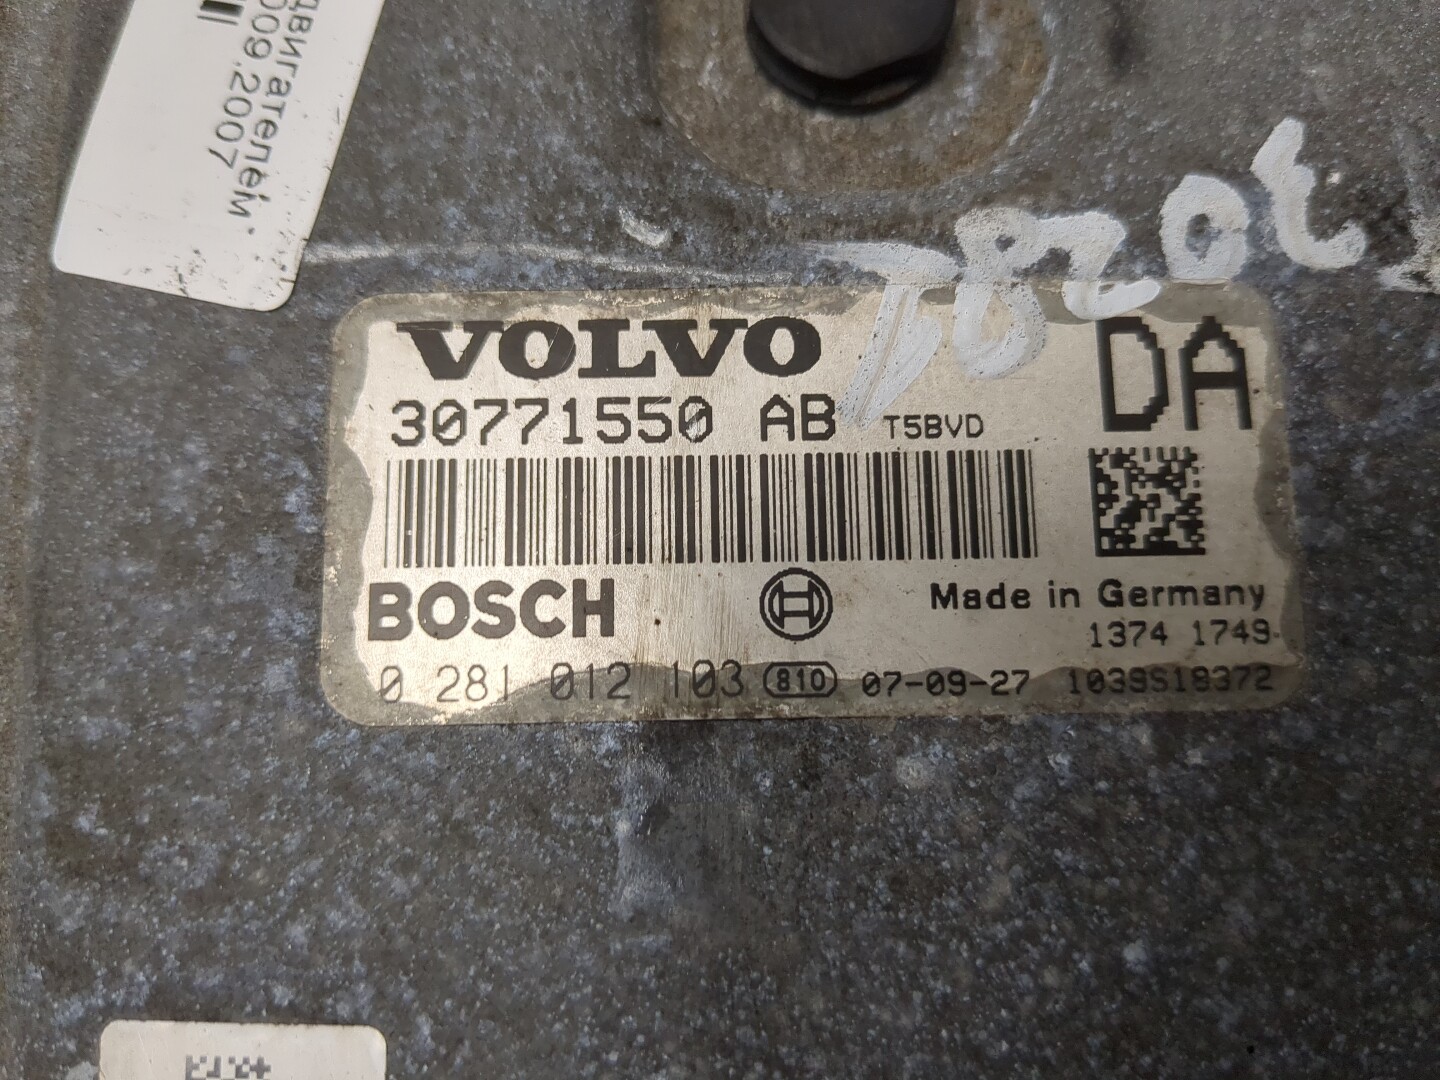 двигателем
009.2007
VOLVO
30771550 AB T5BVD
DA
BOSCH
Made in Germany
1374 1749
0 281 012 103 810 07-09-27 1039S18372